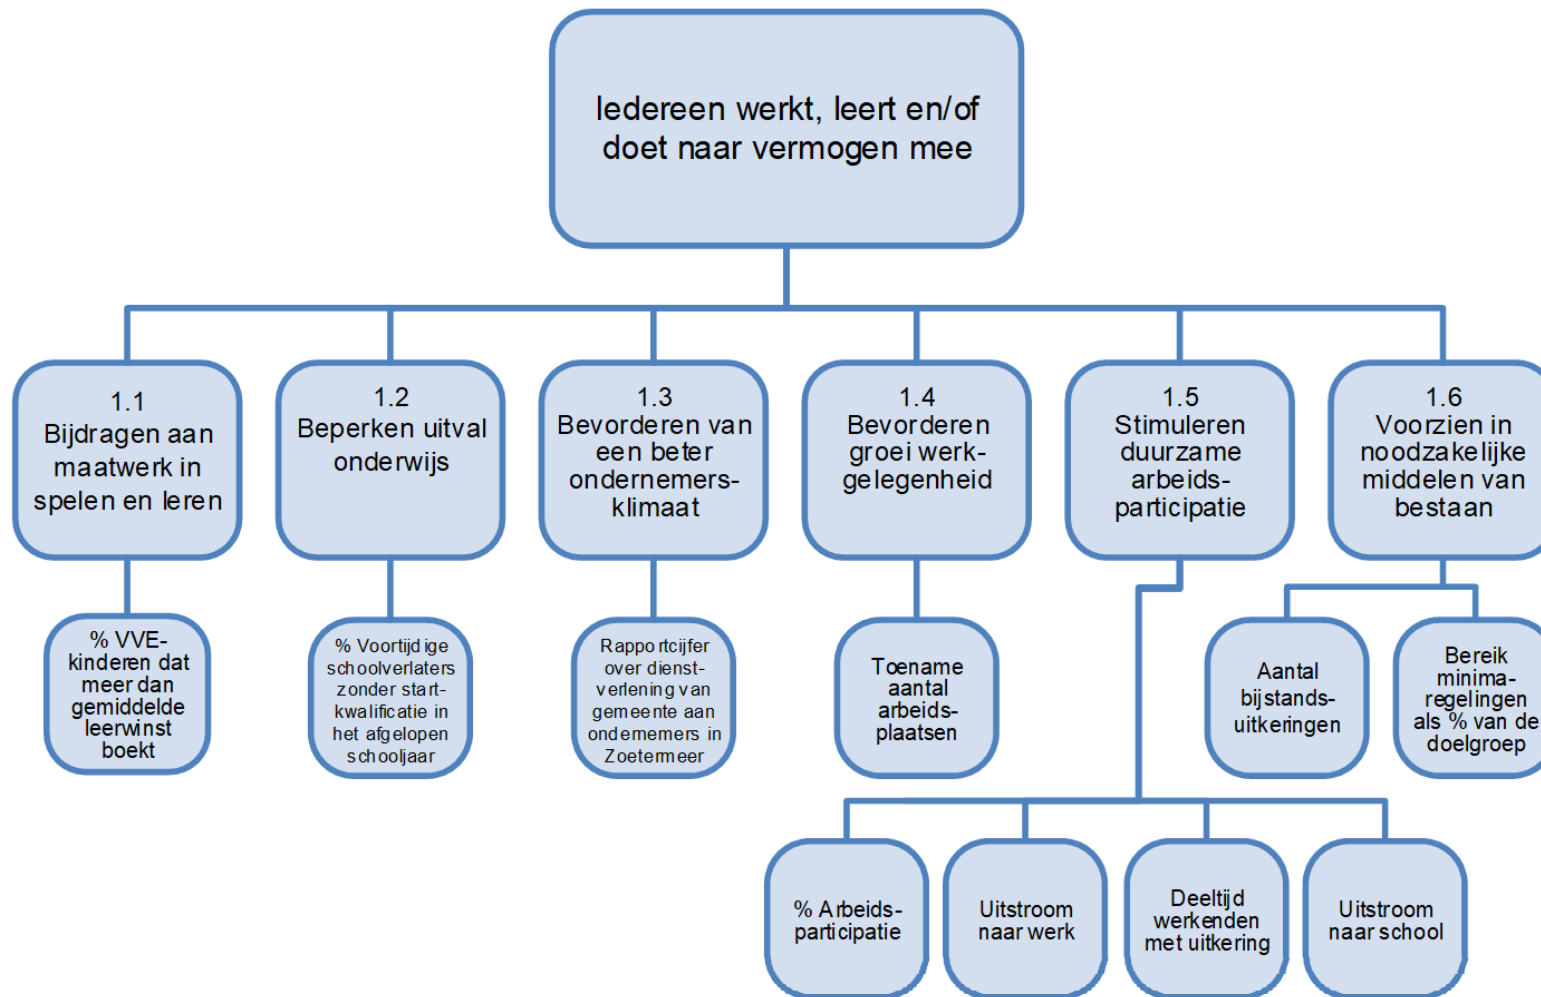 Iedereen werkt, leert en/of
doet naar vermogen mee
1.1
Bijdragen aan
maatwerk in
spelen en leren
1.2
Beperken uitval
onderwijs
1.3
Bevorderen van
een beter
ondernemers-
klimaat
1.4
Bevorderen
groei werk-
gelegenheid
1.5
Stimuleren
duurzame
arbeids-
participatie
1.6
Voorzien in
noodzakelijke
middelen van
bestaan
% VVE-
kinderen dat
meer dan
gemiddelde
leerwinst
boekt
% Voortijdige
schoolverlaters
zonder start-
kwalificatie in
het afgelopen
schooljaar
Rapportcijfer
over dienst-
verlening van
gemeente aan
ondernemers in
Zoetermeer
Toename
aantal
arbeids-
plaatsen
Aantal
bijstands-
uitkeringen
Bereik
minima-
regelingen
als % van de
doelgroep
% Arbeids-
participatie
Uitstroom
naar werk
Deeltijd
werkenden
met uitkering
Uitstroom
naar school